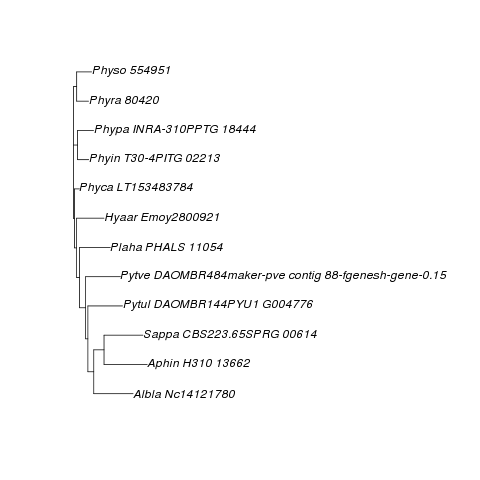 Physo 554951
Phyra 80420
Phypa INRA-310PPTG 18444
Phyin T30-4PITG 02213
Phyca LT153483784
Hyaar Emoy2800921
Plaha PHALS 11054
Pytve DAOMBR484maker-pve contig 88-fgenesh-gene-0.15
Pytul DAOMBR144PYU1 G004776
Sappa CBS223.65SPRG 00614
Aphin H310 13662
Albla Nc14121780